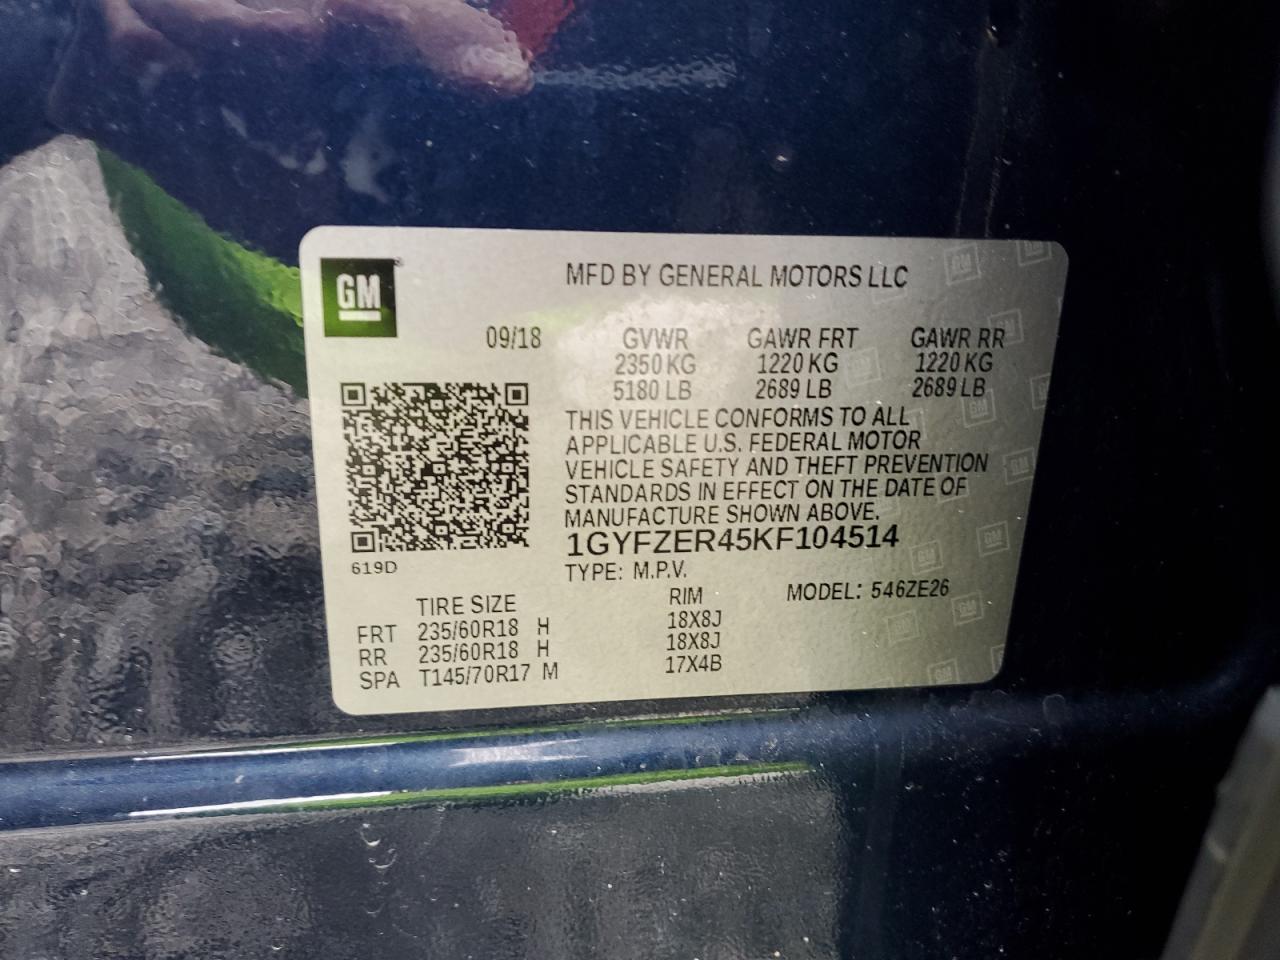 GM
MFD BY GENERAL MOTORS LLC
09/18 GVWR GAWR FRT GAWR RR
2350 KG 1220 KG 1220 KG
5180 LB 2689 LB 2689 LB
THIS VEHICLE CONFORMS TO ALL
APPLICABLE U.S. FEDERAL MOTOR
VEHICLE SAFETY AND THEFT PREVENTION
STANDARDS IN EFFECT ON THE DATE OF
MANUFACTURE SHOWN ABOVE.
1GYFZER45KF104514
619D
TYPE: M.P.V. MODEL: 546ZE26
TIRE SIZE RIM
FRT 235/60R18 H 18X8J
RR 235/60R18 H 18X8J
SPA T145/70R17 M 17X4B